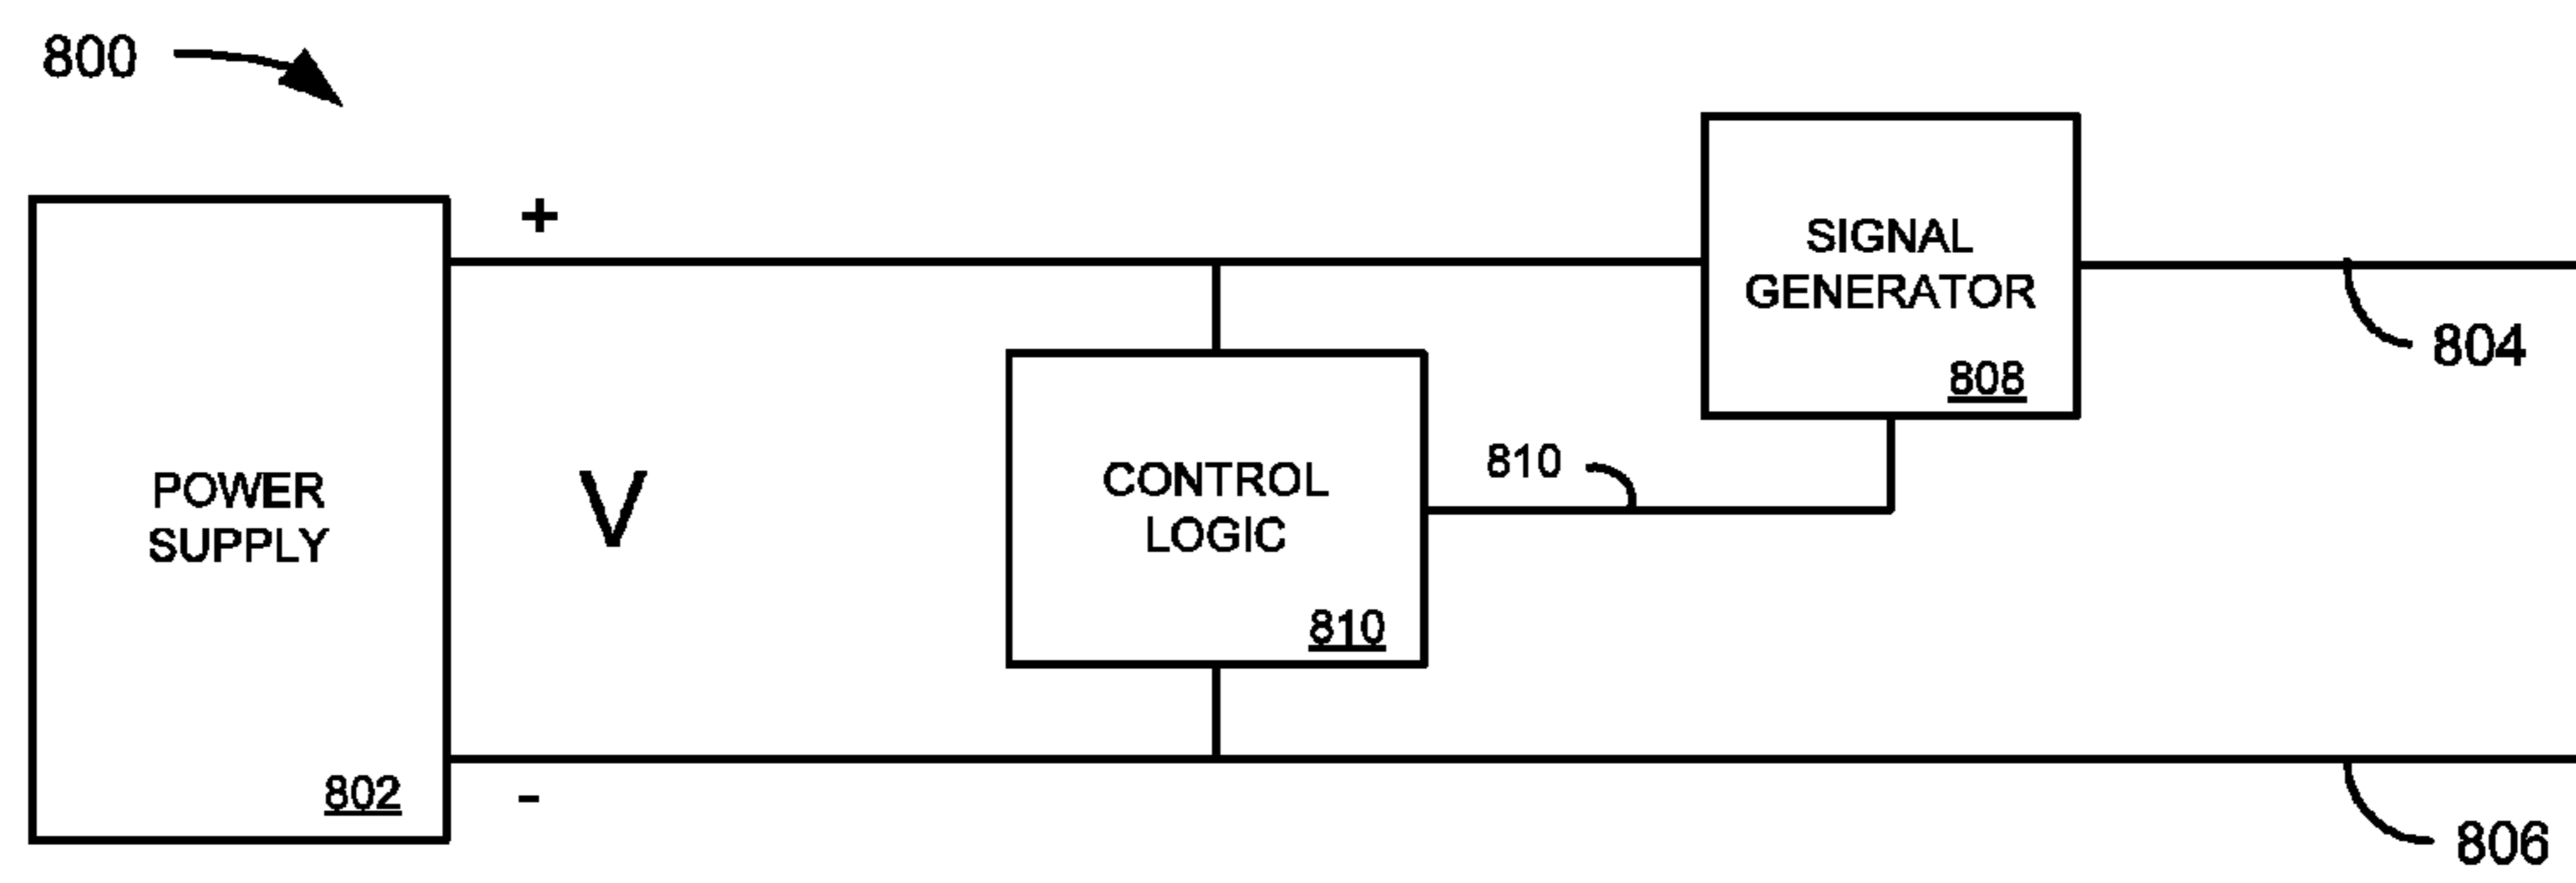 800
+
SIGNAL
GENERATOR
808
804
POWER
SUPPLY
802
V
CONTROL
LOGIC
810
810
-
806